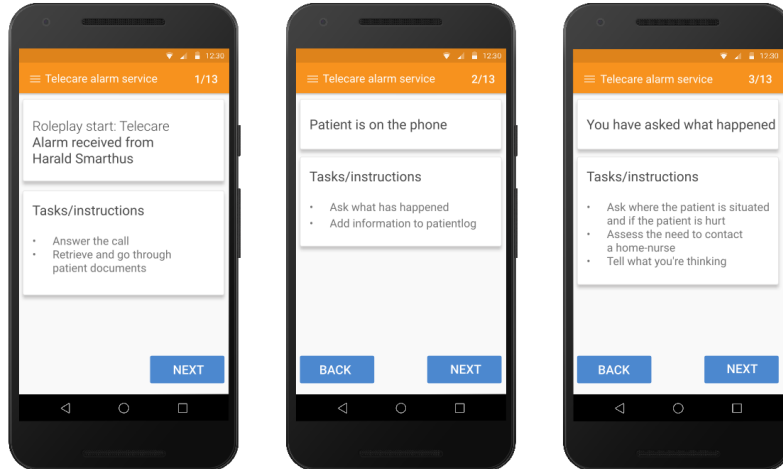 12:30
Telecare alarm service 1/13
Roleplay start: Telecare
Alarm received from
Harald Smarthus
Tasks/instructions
• Answer the call
• Retrieve and go through
patient documents
NEXT
12:30
Telecare alarm service 2/13
Patient is on the phone
Tasks/instructions
• Ask what has happened
• Add information to patientlog
BACK NEXT
12:30
Telecare alarm service 3/13
You have asked what happened
Tasks/instructions
• Ask where the patient is situated
and if the patient is hurt
• Assess the need to contact
a home-nurse
• Tell what you're thinking
BACK NEXT